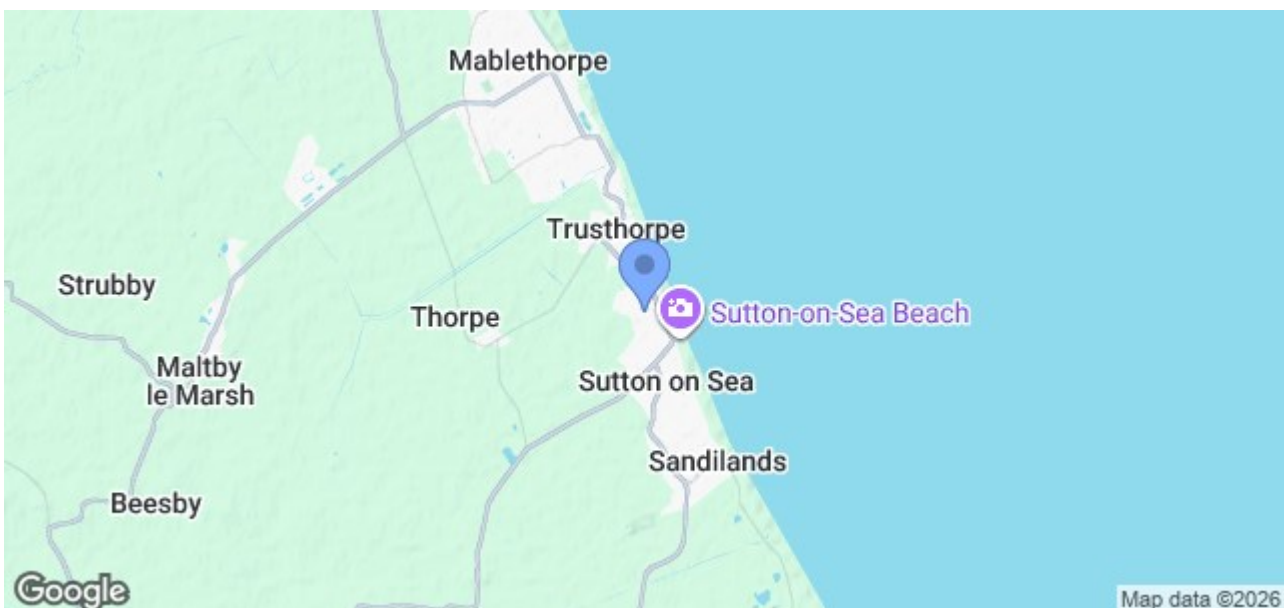 Mablethorpe
Trusthorpe
Strubby
Thorpe
Sutton-on-Sea Beach
Maltby
le Marsh
Sutton on Sea
Sandilands
Beesby
Google
Map data ©2026